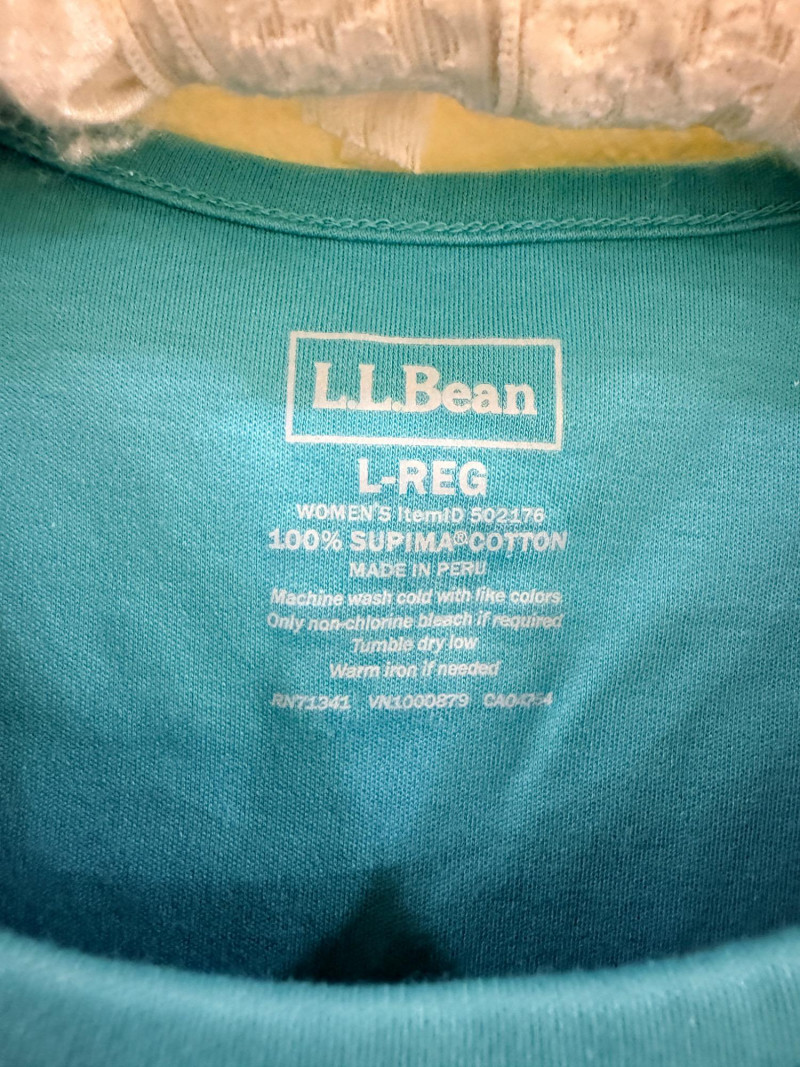 L.L.Bean
L-REG
WOMEN'S ItemID 502176
100% SUPIMA® COTTON
MADE IN PERU
Machine wash cold with like colors
Only non-chlorine bleach if required
Tumble dry low
Warm iron if needed
RN71341 VN1000879